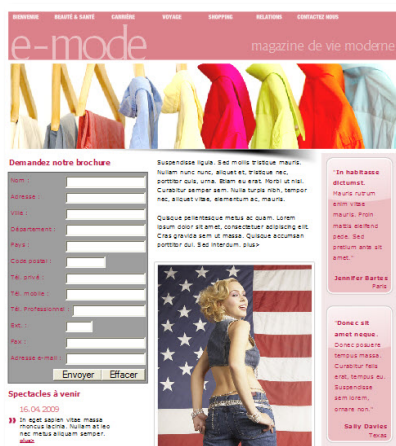 BIENVENUE BEAUTÉ & SANTÉ CARRIÈRE VOYAGE SHOPPING RELATIONS CONTACTEZ NOUS
e-mode
magazine de vie moderne
Demandez notre brochure
Nom :
Adresse :
Ville :
Département :
Pays :
Code postal :
Tél. privé :
Tél. mobile :
Tél. Professionnel :
Ext. :
Fax :
Adresse e-mail :
Envoyer Effacer
Spectacles à venir
16.04.2009
In eget sapien vitae massa
rhoncus lacinia. Nullam at leo
nec metus aliquam semper.
plus>
Suspendisse ligula. Sed mollis tristique mauris.
Nullam nunc nunc, aliquet et, tristique nec,
porttitor quis, urna. Etiam eu erat. Morbi ut nisl.
Curabitur semper sem. Nulla turpis nibh, tempor
nec, aliquet vitae, elementum ac, mauris.
Quisque pellentesque metus ac quam. Lorem
ipsum dolor sit amet, consectetuer adipiscing elit.
Cras gravida sem ut massa. Quisque accumsan
porttitor dui. Sed interdum. plus>
"In habitasse
dictumst.
Mauris rutrum
enim vitae
mauris. Proin
mattis eleifend
pede. Sed
pretium ante sit
amet."
Jennifer Bartes
Paris
"Donec sit
amet neque.
Donec posuere
tempus massa.
Curabitur felis
erat, tempus eu,
Suspendisse
sem lorem,
ornare non."
Sally Davies
Texas